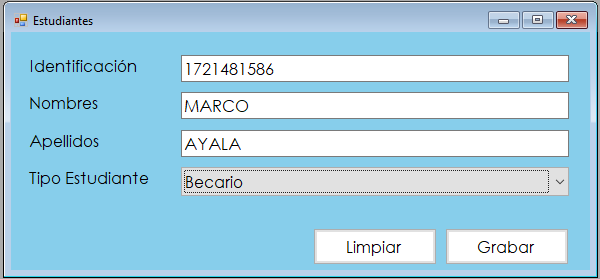 Estudiantes
Identificación 1721481586
Nombres MARCO
Apellidos AYALA
Tipo Estudiante Becario
Limpiar Grabar